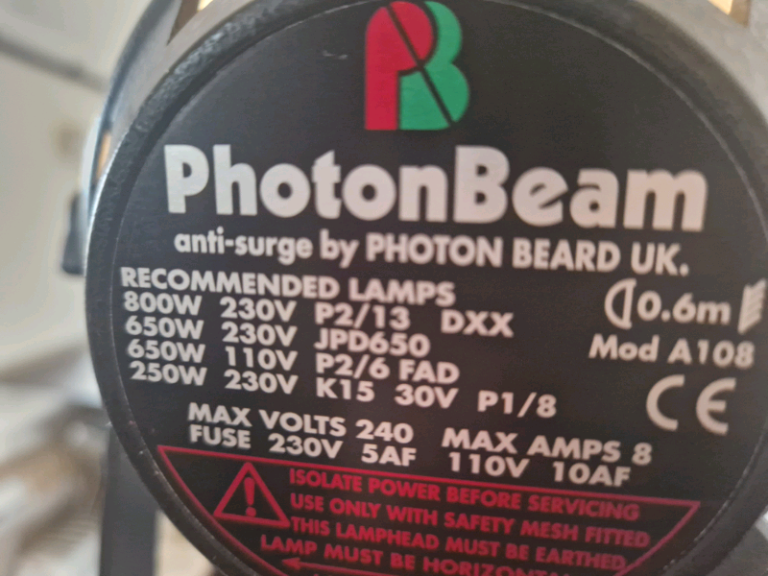 PB
PhotonBeam
anti-surge by PHOTON BEARD UK.
RECOMMENDED LAMPS
800W 230V P2/13 DXX
650W 230V JPD650
650W 110V P2/6 FAD
250W 230V K15 30V P1/8
0.6m
Mod A108
CE
MAX VOLTS 240 MAX AMPS 8
FUSE 230V 5AF 110V 10AF
ISOLATE POWER BEFORE SERVICING
USE ONLY WITH SAFETY MESH FITTED
THIS LAMPHEAD MUST BE EARTHED
LAMP MUST BE